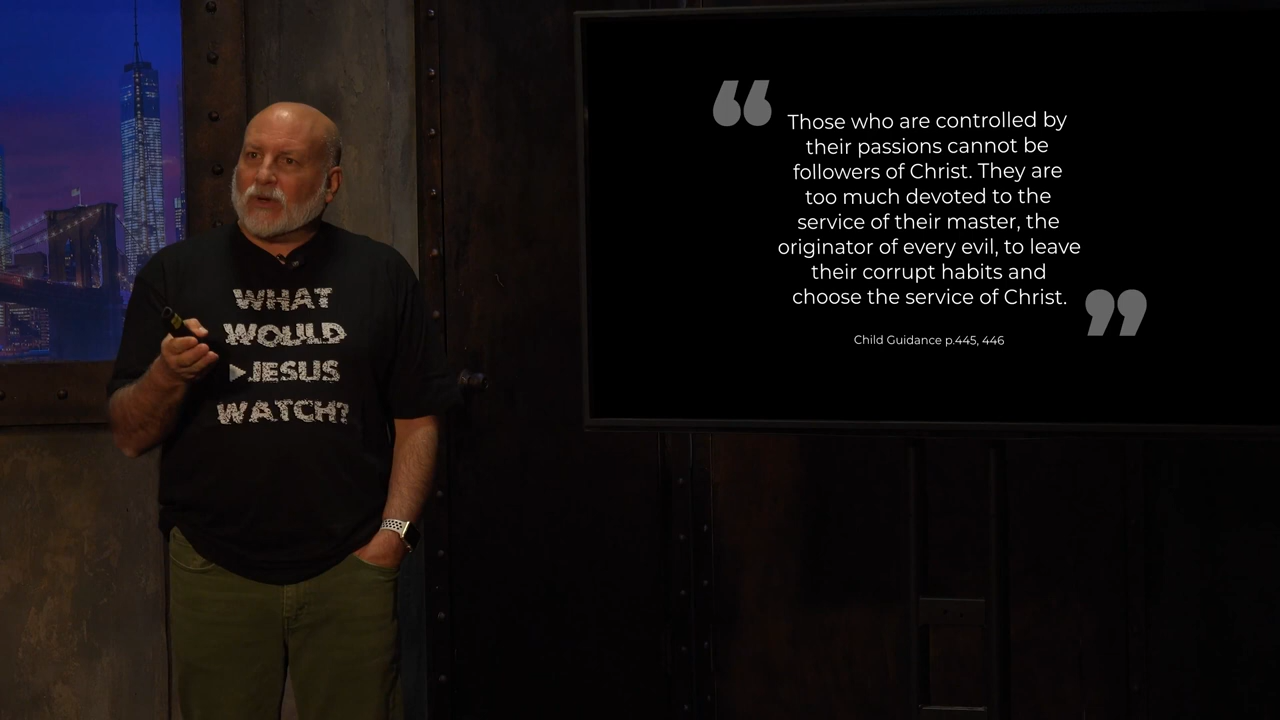 WHAT
WOULD
JESUS
WATCH?
“
Those who are controlled by
their passions cannot be
followers of Christ. They are
too much devoted to the
service of their master, the
originator of every evil, to leave
their corrupt habits and
choose the service of Christ.
”
Child Guidance p.445, 446